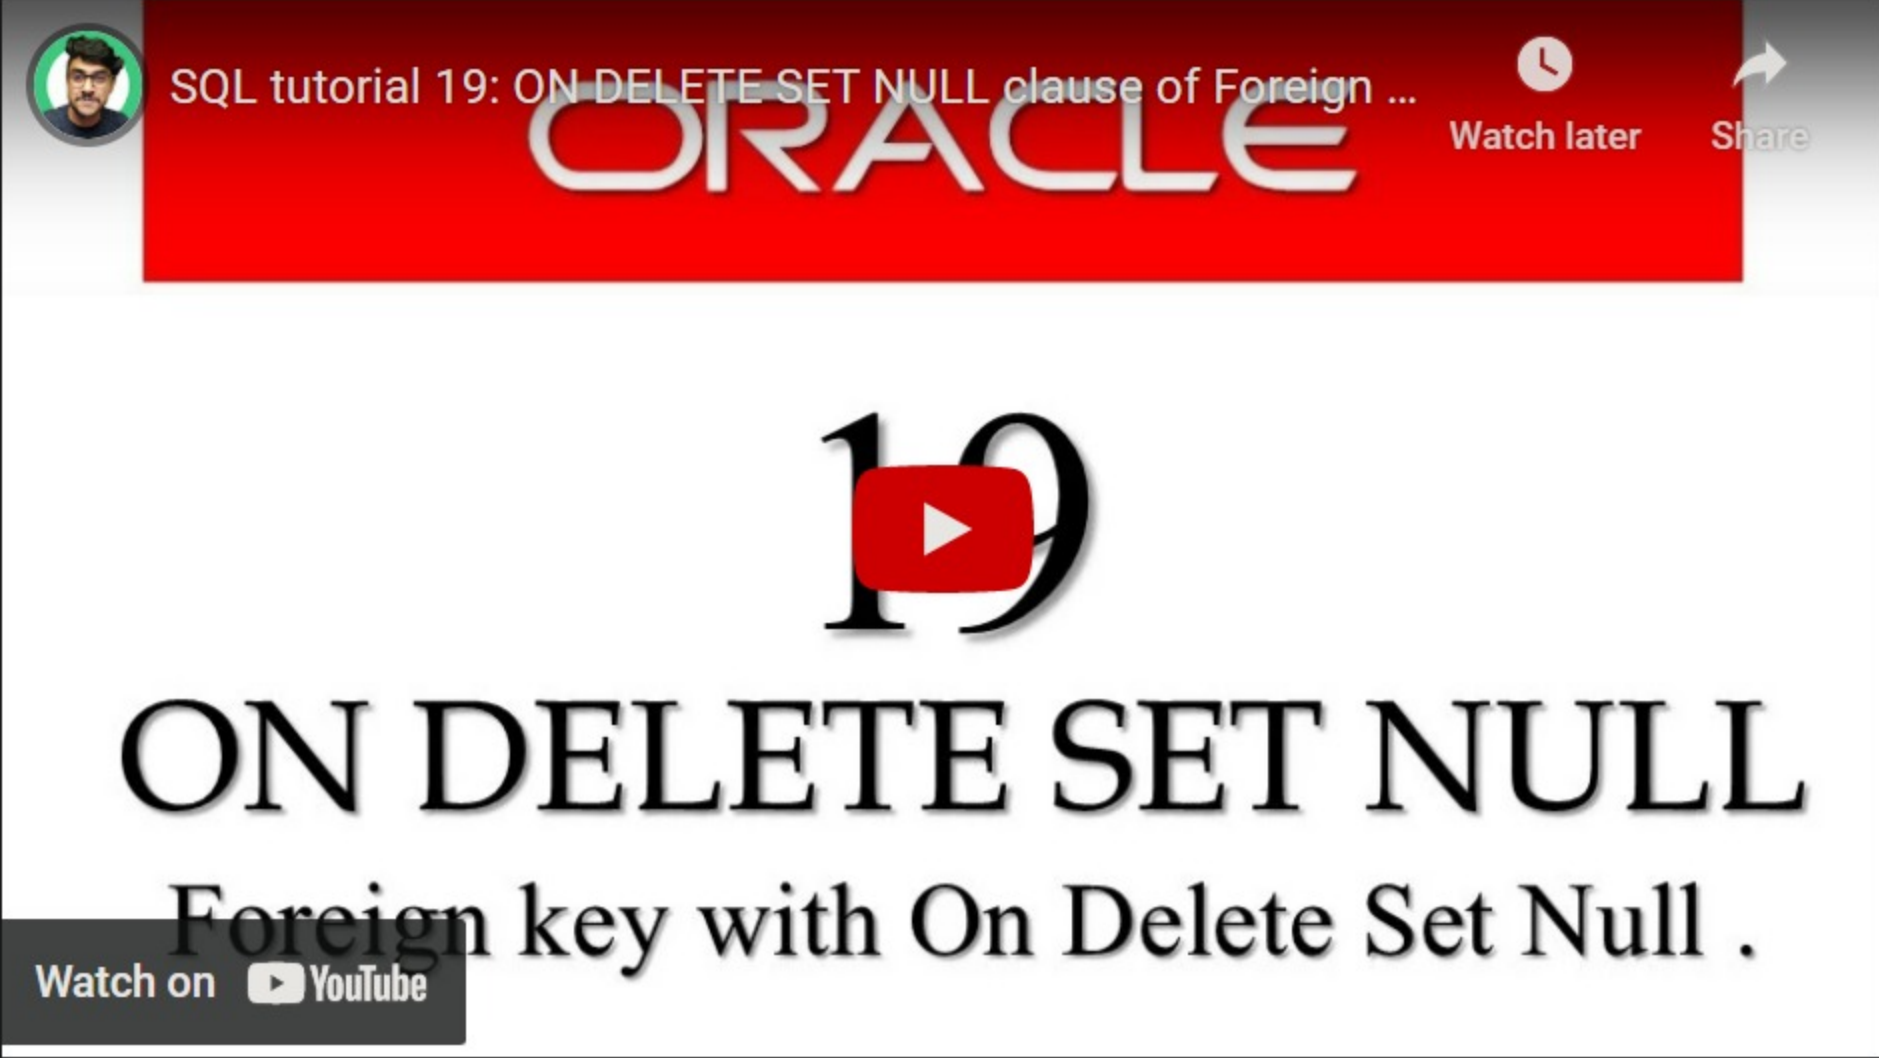 SQL tutorial 19: ON DELETE SET NULL clause of Foreign ...
Watch later
Share
ORACLE
19
ON DELETE SET NULL
Foreign key with On Delete Set Null .
Watch on YouTube